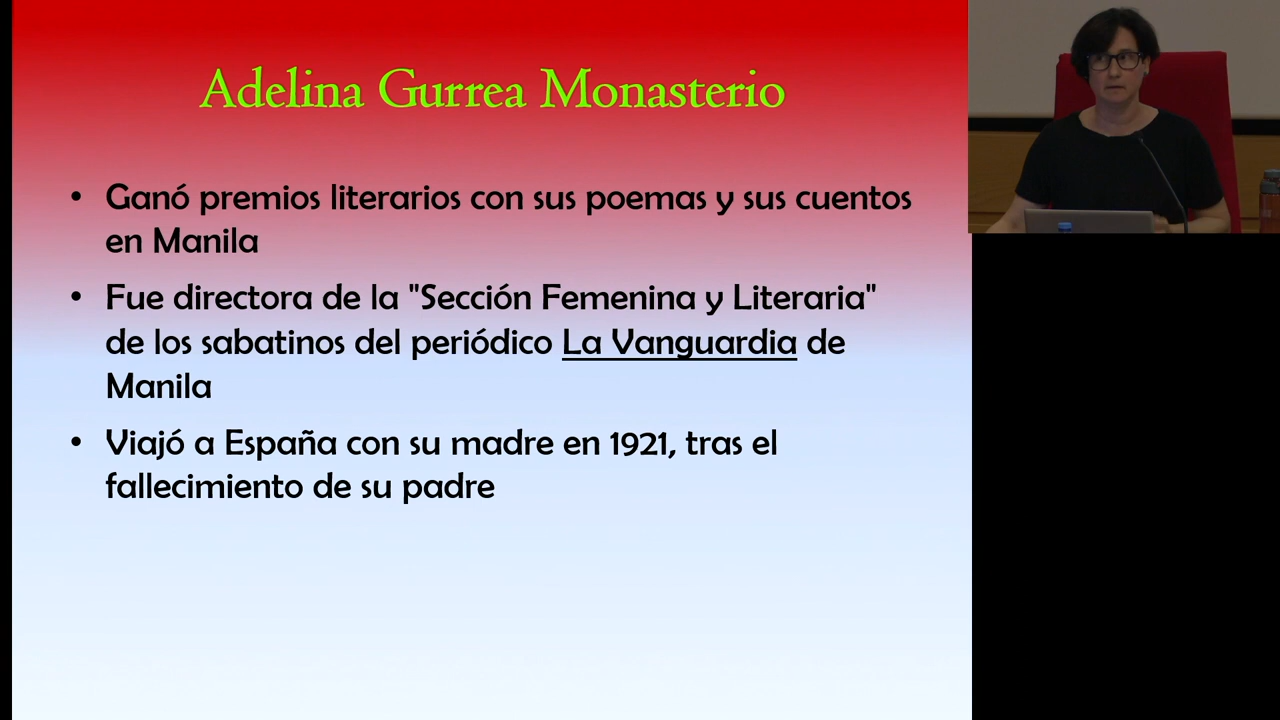 Adelina Gurrea Monasterio
• Ganó premios literarios con sus poemas y sus cuentos
en Manila
• Fue directora de la "Sección Femenina y Literaria"
de los sabatinos del periódico La Vanguardia de
Manila
• Viajó a España con su madre en 1921, tras el
fallecimiento de su padre